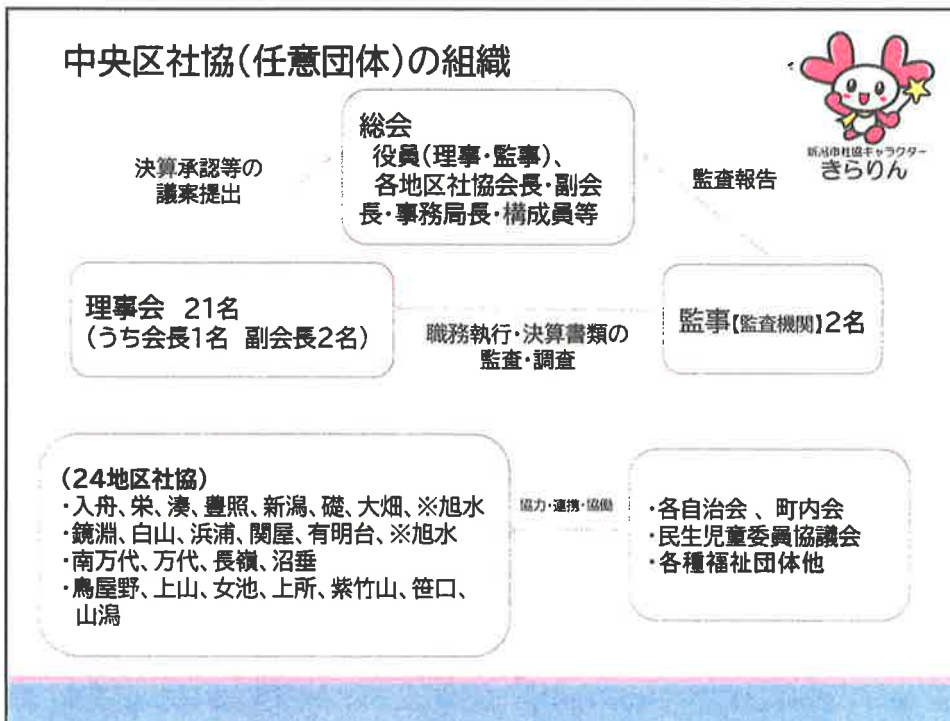 中央区社協(任意団体)の組織
総会
役員(理事・監事)、
各地区社協会長・副会
長・事務局長・構成員等
決算承認等の
議案提出
監査報告
新潟市社協キャラクター
きらりん
理事会 21名
(うち会長1名 副会長2名)
職務執行・決算書類の
監査・調査
監事【監査機関】2名
(24地区社協)
・入舟、栄、湊、豊照、新潟、礎、大畑、※旭水
・鏡淵、白山、浜浦、関屋、有明台、※旭水
・南万代、万代、長嶺、沼垂
・鳥屋野、上山、女池、上所、紫竹山、笹口、
山潟
協力・連携・協働
・各自治会 、町内会
・民生児童委員協議会
・各種福祉団体他